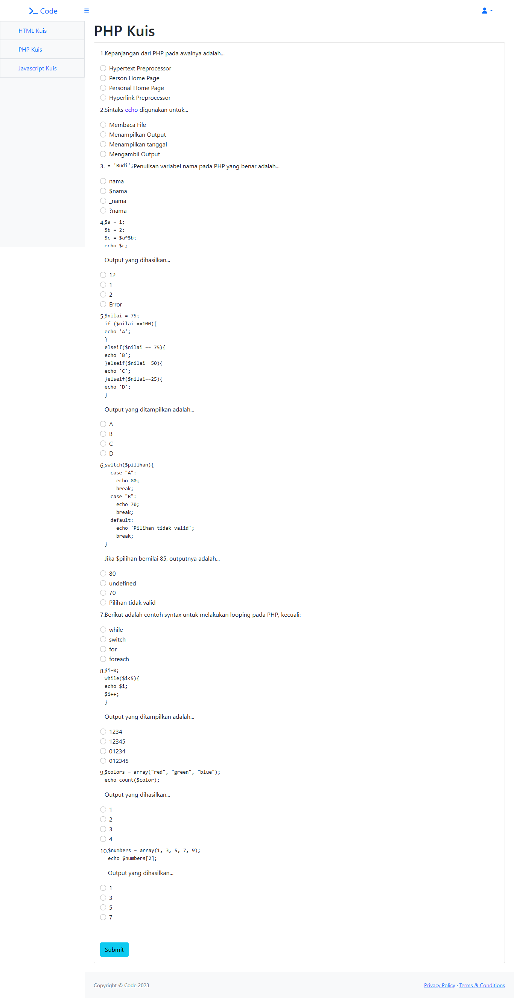 Code
HTML Kuis
PHP Kuis
Javascript Kuis
PHP Kuis
1.Kepanjangan dari PHP pada awalnya adalah...
Hypertext Preprocessor
Person Home Page
Personal Home Page
Hyperlink Preprocessor
2.Sintaks echo digunakan untuk...
Membaca File
Menampilkan Output
Menampilkan tanggal
Mengambil Output
3. = 'Budi';Penulisan variabel nama pada PHP yang benar adalah...
nama
$nama
_nama
?nama
4.$a = 1;
$b = 2;
$c = $a*$b;
echo $c;
Output yang dihasilkan...
12
1
2
Error
5.$nilai = 75;
if ($nilai ==100){
echo 'A';
}
elseif($nilai == 75){
echo 'B';
}elseif($nilai==50){
echo 'C';
}elseif($nilai==25){
echo 'D';
}
Output yang ditampilkan adalah...
A
B
C
D
6.switch($pilihan){
case "A":
echo 80;
break;
case "B":
echo 70;
break;
default:
echo 'Pilihan tidak valid';
break;
}
Jika $pilihan bernilai 85, outputnya adalah...
80
undefined
70
Pilihan tidak valid
7.Berikut adalah contoh syntax untuk melakukan looping pada PHP, kecuali:
while
switch
for
foreach
8.$i=0;
while($i<5){
echo $i;
$i++;
}
Output yang ditampilkan adalah...
1234
12345
01234
012345
9.$colors = array("red", "green", "blue");
echo count($color);
Output yang dihasilkan...
1
2
3
4
10.$numbers = array(1, 3, 5, 7, 9);
echo $numbers[2];
Output yang dihasilkan...
1
3
5
7
Submit
Copyright © Code 2023
Privacy Policy · Terms & Conditions